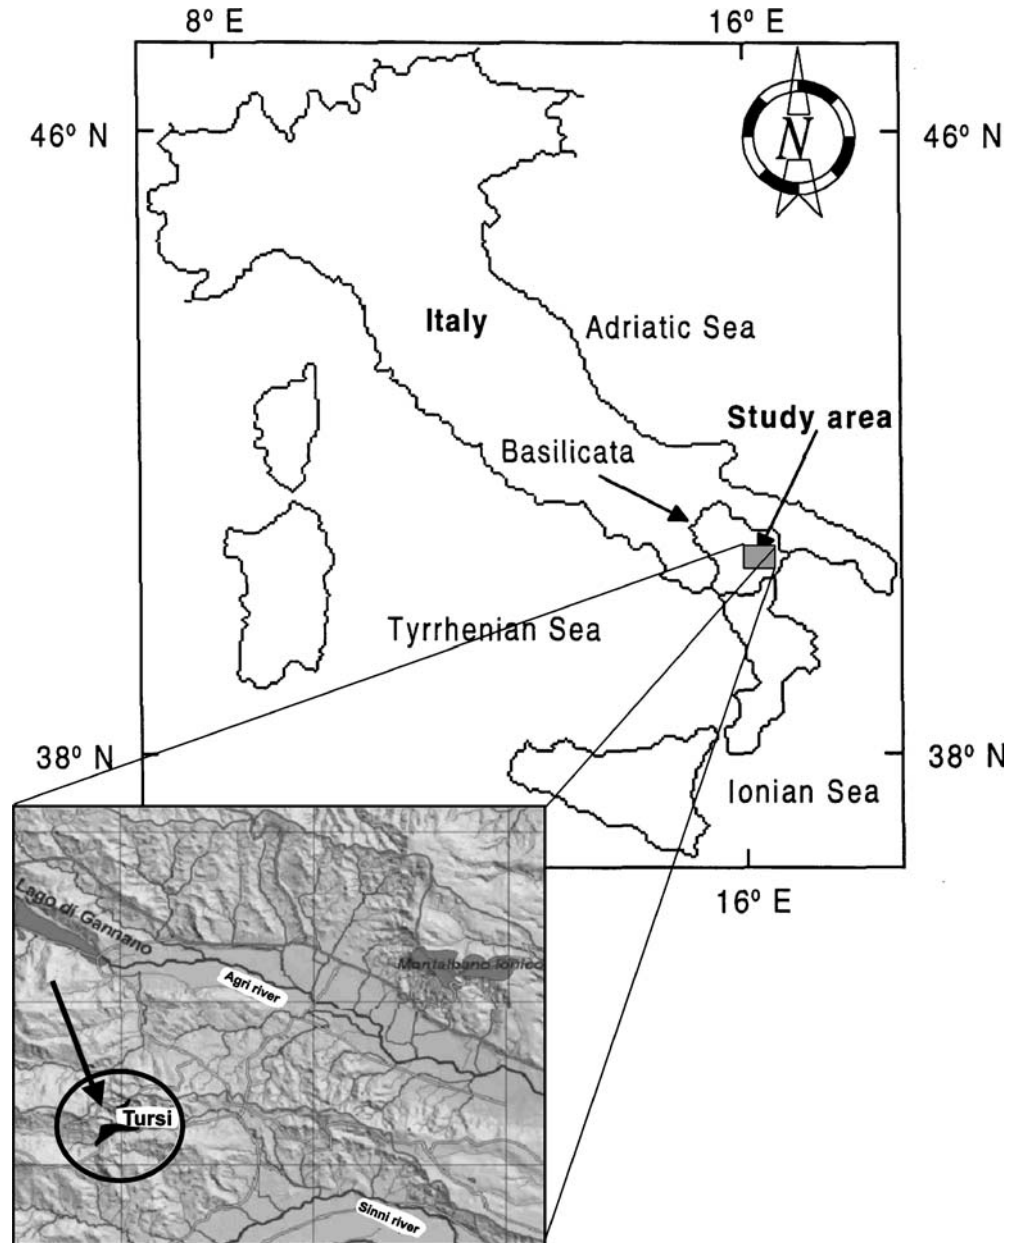 8º E
16º E
46º N
46º N
N
Italy
Adriatic Sea
Study area
Basilicata
Tyrrhenian Sea
38º N
38º N
Ionian Sea
16º E
Lago di Gannano
Montalbano Ionico
Agri river
Tursi
Sinni river